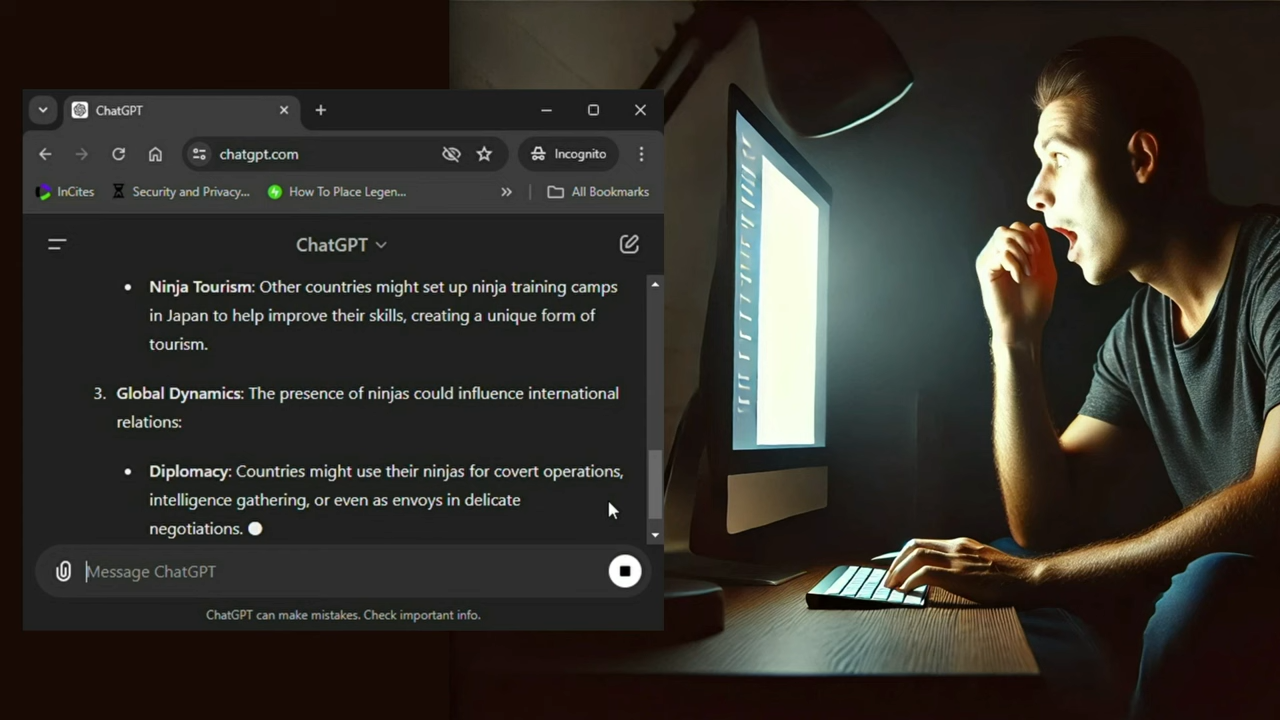 ChatGPT
chatgpt.com
Incognito
InCites
Security and Privacy...
How To Place Legen...
All Bookmarks
ChatGPT
• Ninja Tourism: Other countries might set up ninja training camps
in Japan to help improve their skills, creating a unique form of
tourism.
3. Global Dynamics: The presence of ninjas could influence international
relations:
• Diplomacy: Countries might use their ninjas for covert operations,
intelligence gathering, or even as envoys in delicate
negotiations.
Message ChatGPT
ChatGPT can make mistakes. Check important info.